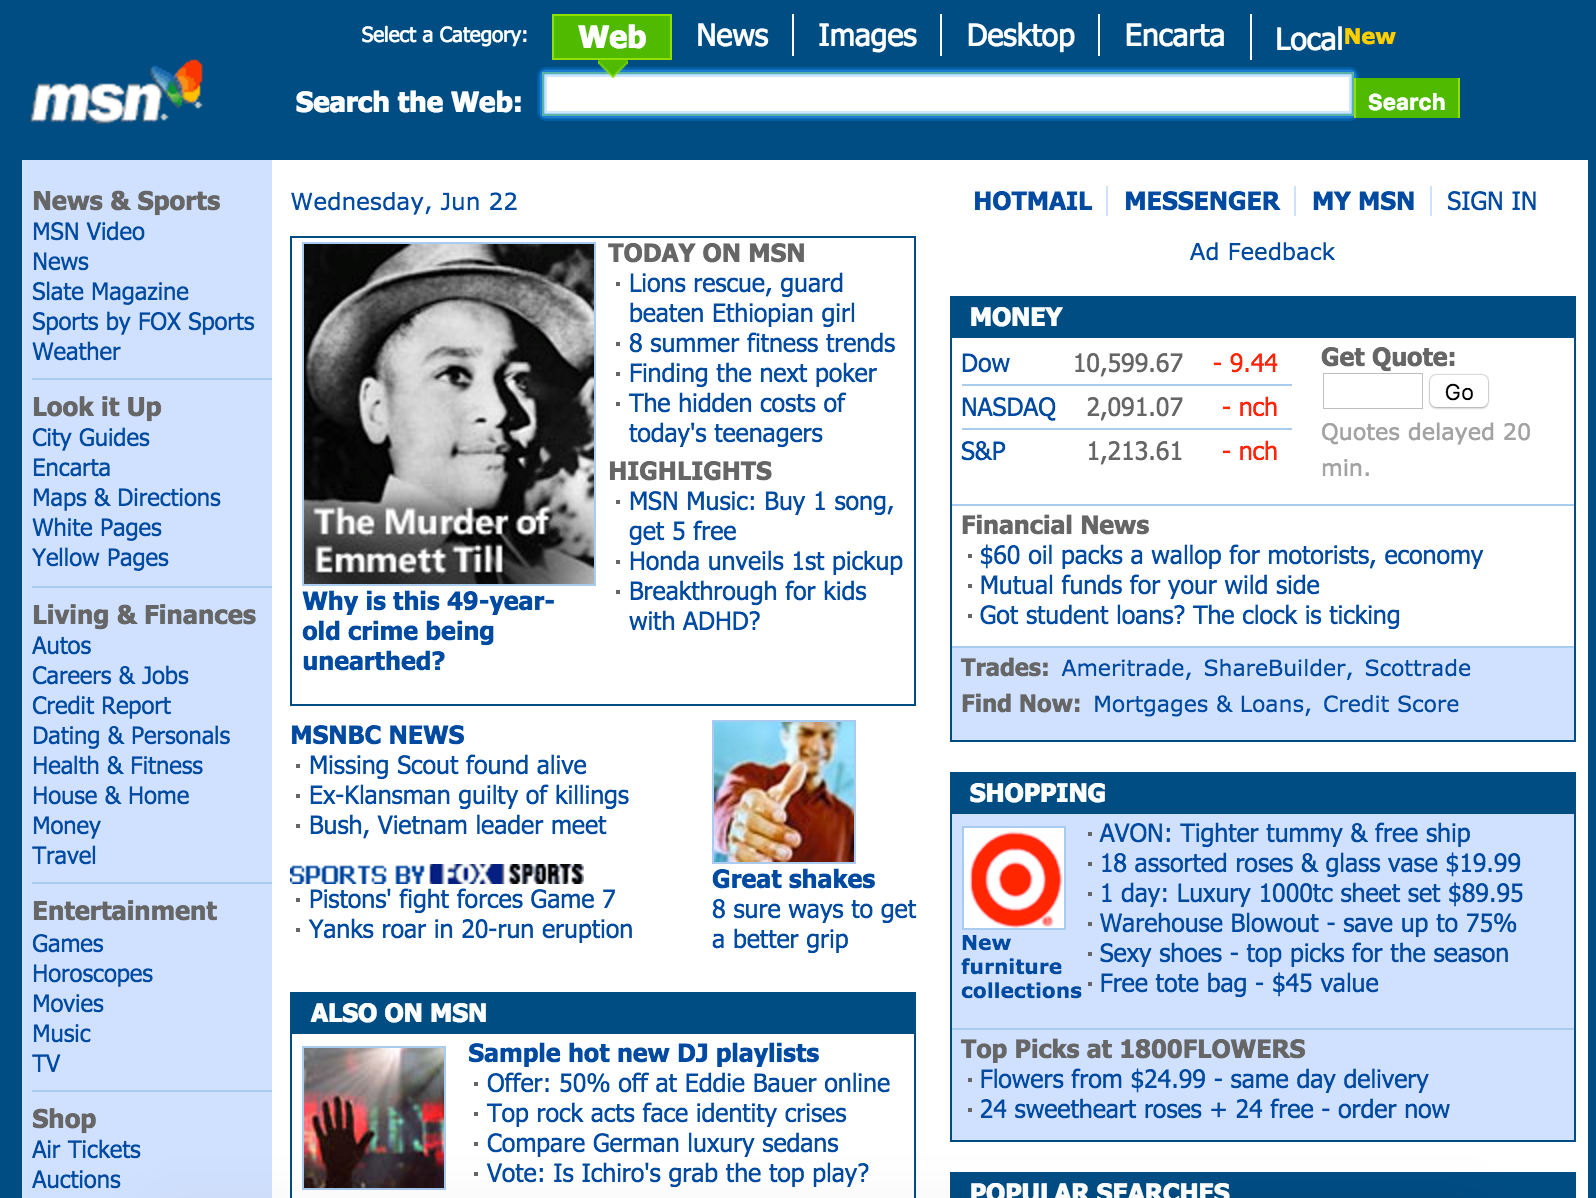 Select a Category: Web News Images Desktop Encarta Local New
msn
Search the Web: Search
News & Sports
MSN Video
News
Slate Magazine
Sports by FOX Sports
Weather
Look it Up
City Guides
Encarta
Maps & Directions
White Pages
Yellow Pages
Living & Finances
Autos
Careers & Jobs
Credit Report
Dating & Personals
Health & Fitness
House & Home
Money
Travel
Entertainment
Games
Horoscopes
Movies
Music
TV
Shop
Air Tickets
Auctions
Wednesday, Jun 22
The Murder of
Emmett Till
Why is this 49-year-
old crime being
unearthed?
TODAY ON MSN
· Lions rescue, guard
beaten Ethiopian girl
· 8 summer fitness trends
· Finding the next poker
· The hidden costs of
today's teenagers
HIGHLIGHTS
· MSN Music: Buy 1 song,
get 5 free
· Honda unveils 1st pickup
· Breakthrough for kids
with ADHD?
MSNBC NEWS
· Missing Scout found alive
· Ex-Klansman guilty of killings
· Bush, Vietnam leader meet
SPORTS BY FOX SPORTS
· Pistons' fight forces Game 7
· Yanks roar in 20-run eruption
Great shakes
8 sure ways to get
a better grip
ALSO ON MSN
Sample hot new DJ playlists
· Offer: 50% off at Eddie Bauer online
· Top rock acts face identity crises
· Compare German luxury sedans
· Vote: Is Ichiro's grab the top play?
HOTMAIL MESSENGER MY MSN SIGN IN
Ad Feedback
MONEY
Dow 10,599.67 - 9.44
NASDAQ 2,091.07 - nch
S&P 1,213.61 - nch
Get Quote:
Go
Quotes delayed 20
min.
Financial News
· $60 oil packs a wallop for motorists, economy
· Mutual funds for your wild side
· Got student loans? The clock is ticking
Trades: Ameritrade, ShareBuilder, Scottrade
Find Now: Mortgages & Loans, Credit Score
SHOPPING
New
furniture
collections
· AVON: Tighter tummy & free ship
· 18 assorted roses & glass vase $19.99
· 1 day: Luxury 1000tc sheet set $89.95
· Warehouse Blowout - save up to 75%
· Sexy shoes - top picks for the season
· Free tote bag - $45 value
Top Picks at 1800FLOWERS
· Flowers from $24.99 - same day delivery
· 24 sweetheart roses + 24 free - order now
POPULAR SEARCHES